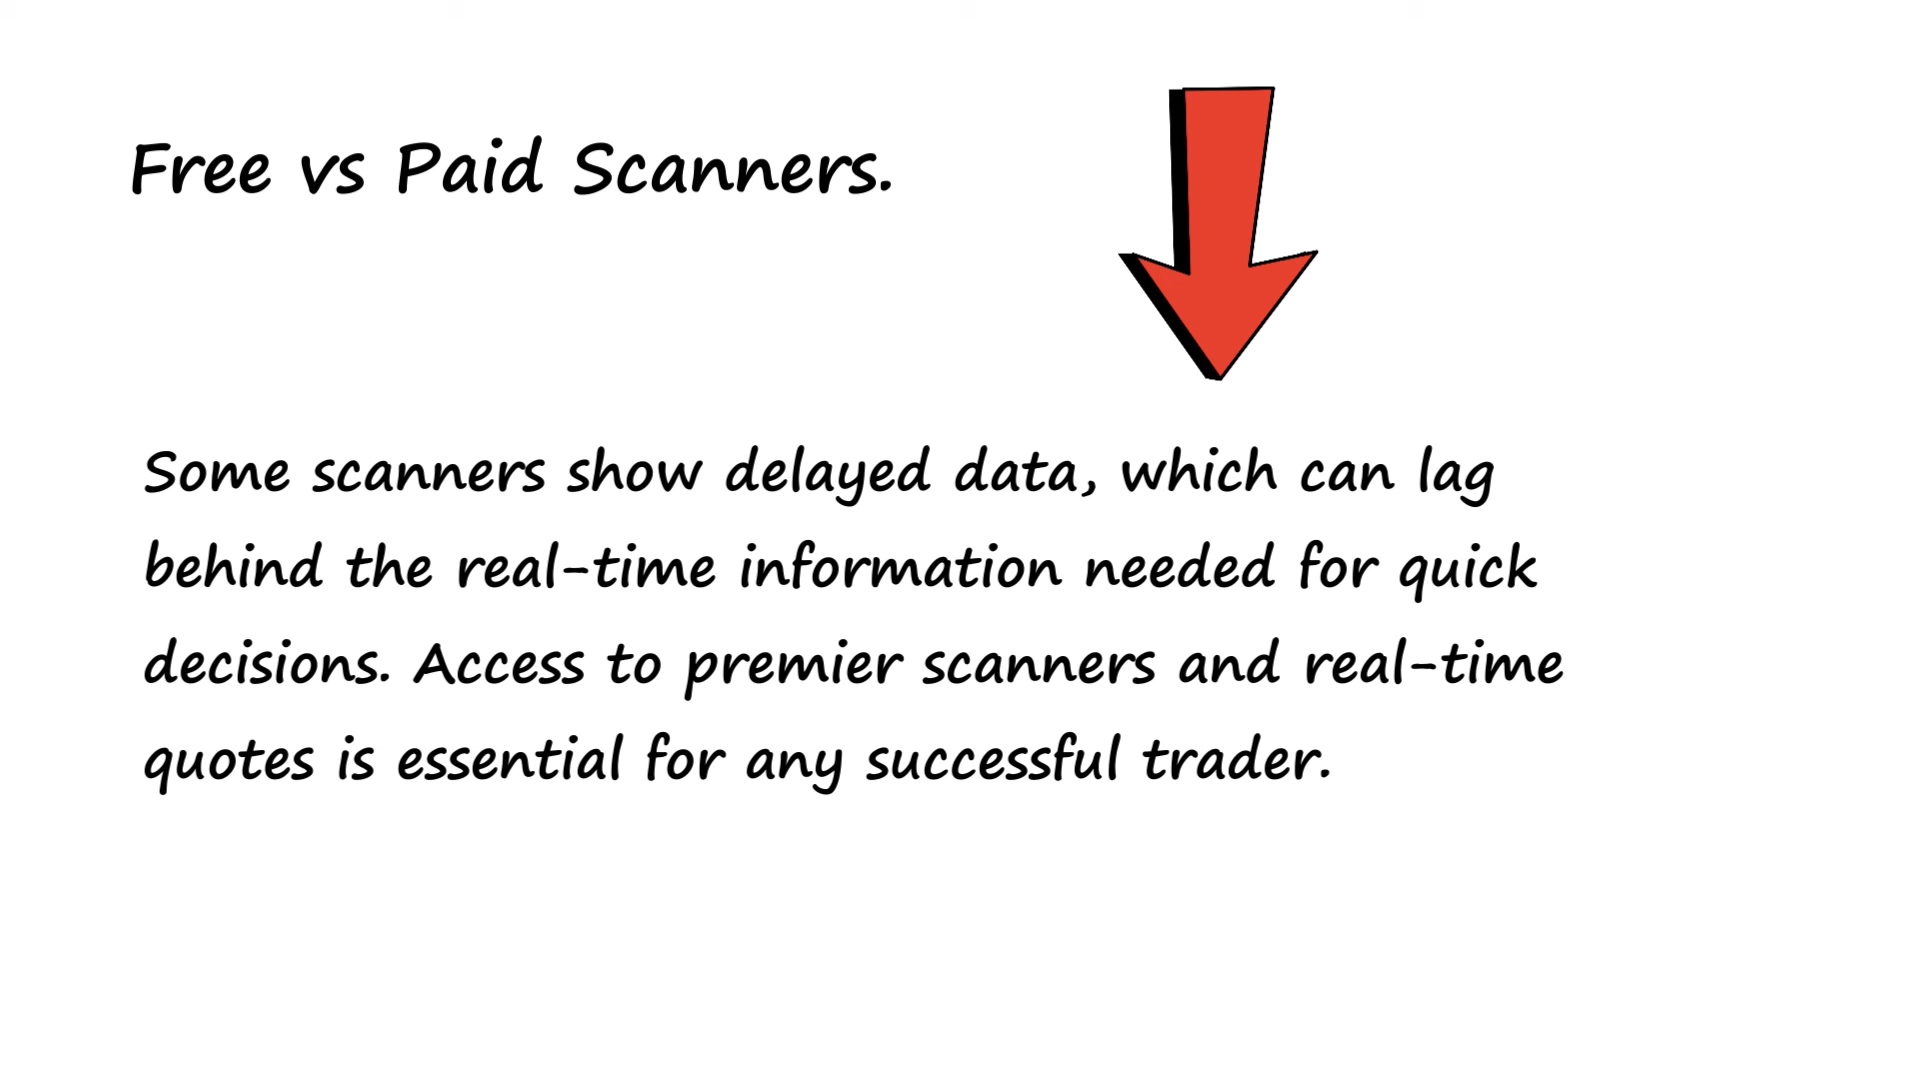 Free vs Paid Scanners.
Some scanners show delayed data, which can lag
behind the real-time information needed for quick
decisions. Access to premier scanners and real-time
quotes is essential for any successful trader.